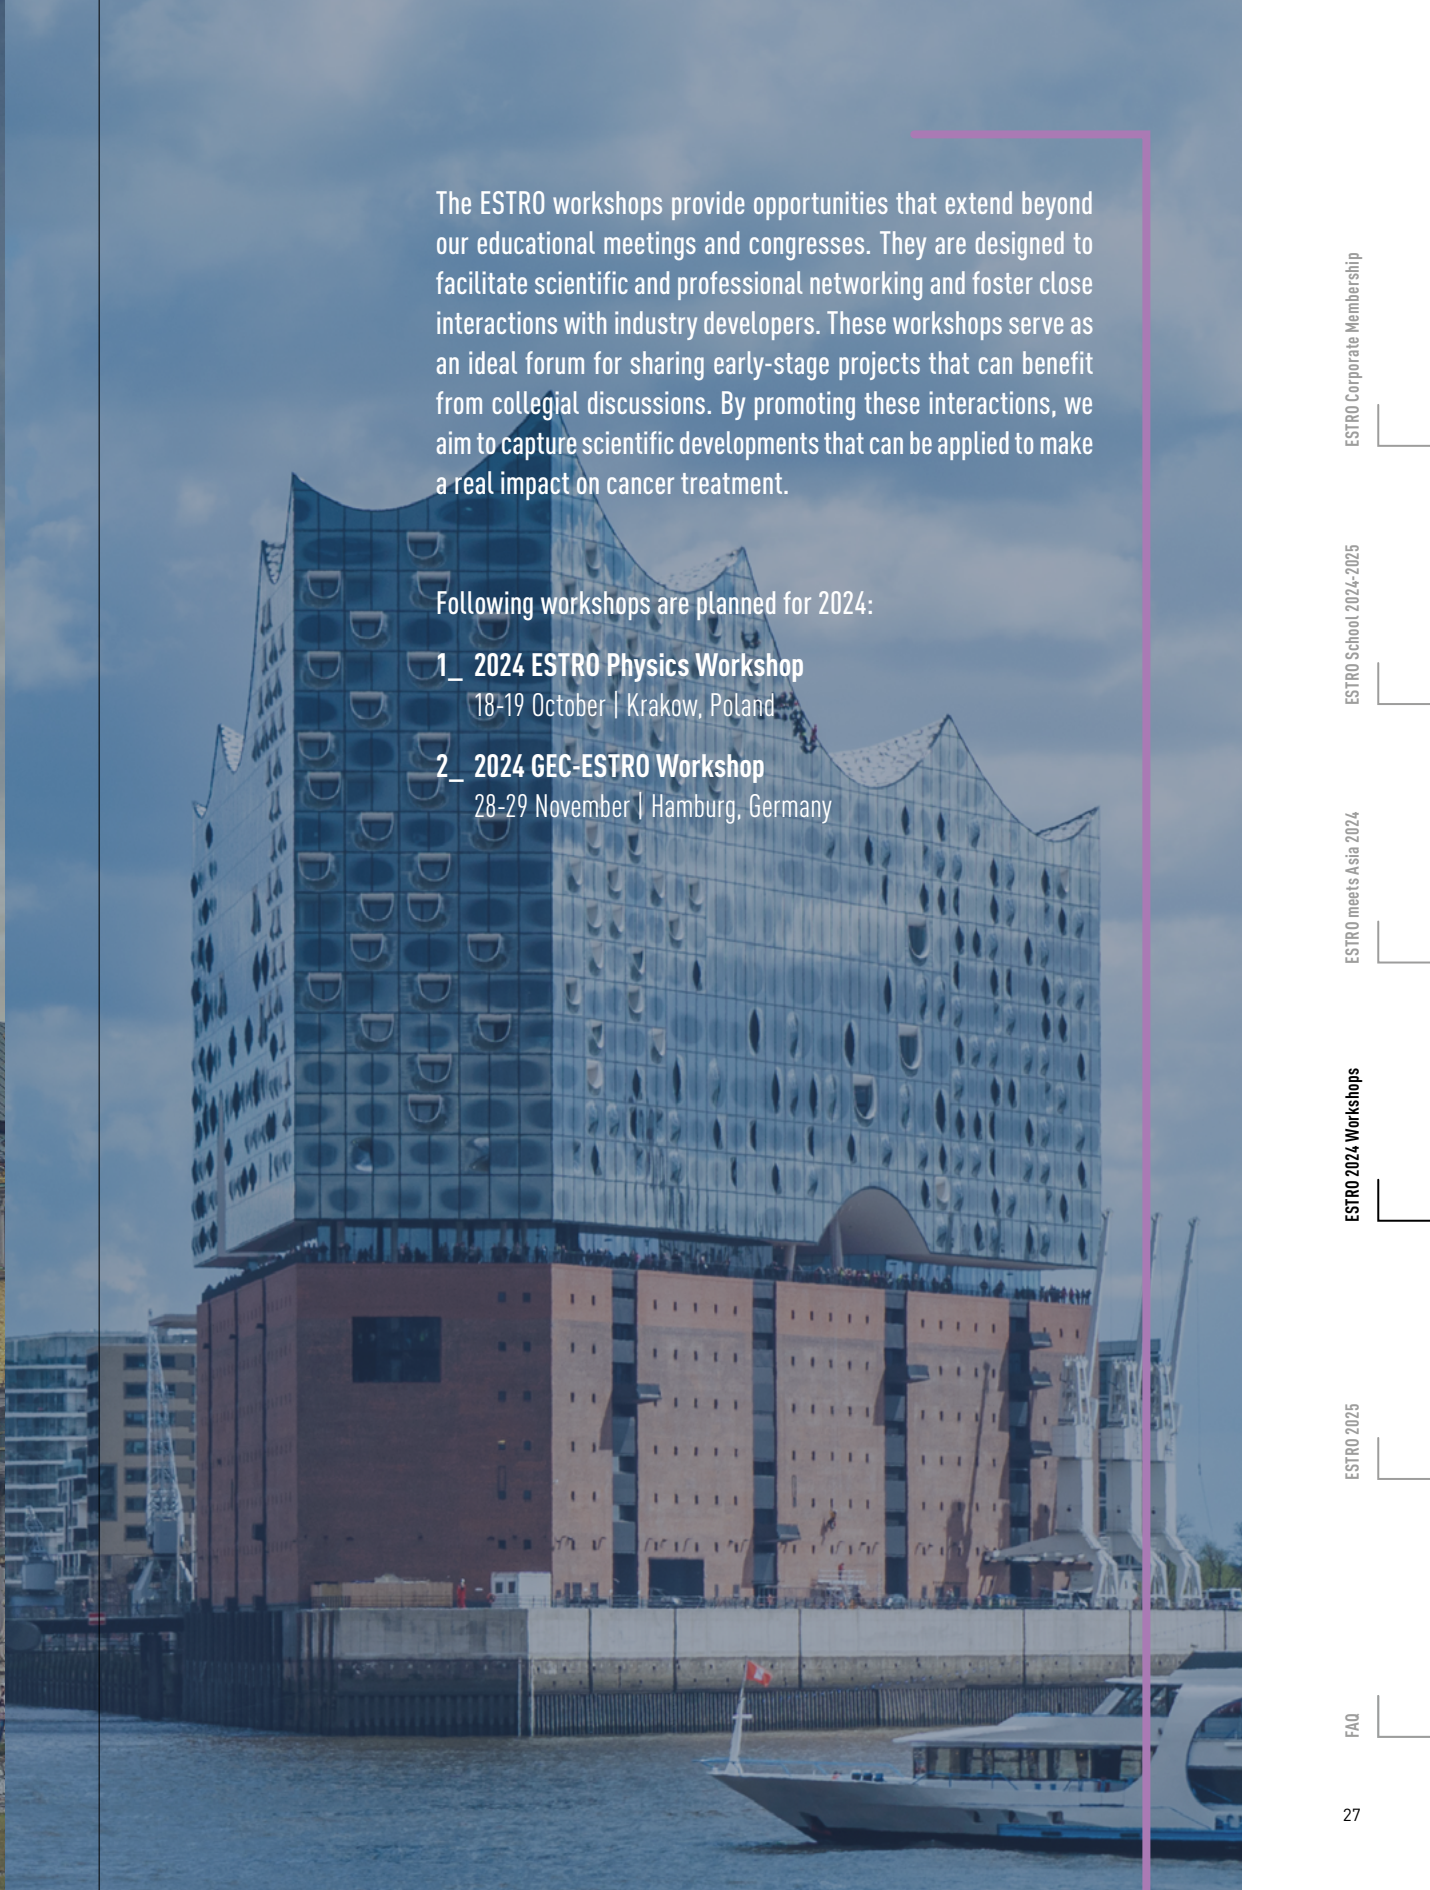 The ESTRO workshops provide opportunities that extend beyond
our educational meetings and congresses. They are designed to
facilitate scientific and professional networking and foster close
interactions with industry developers. These workshops serve as
an ideal forum for sharing early-stage projects that can benefit
from collegial discussions. By promoting these interactions, we
aim to capture scientific developments that can be applied to make
a real impact on cancer treatment.
Following workshops are planned for 2024:
1_ 2024 ESTRO Physics Workshop
18-19 October | Krakow, Poland
2_ 2024 GEC-ESTRO Workshop
28-29 November | Hamburg, Germany
ESTRO Corporate Membership
ESTRO School 2024-2025
ESTRO meets Asia 2024
ESTRO 2024 Workshops
ESTRO 2025
FAQ
27